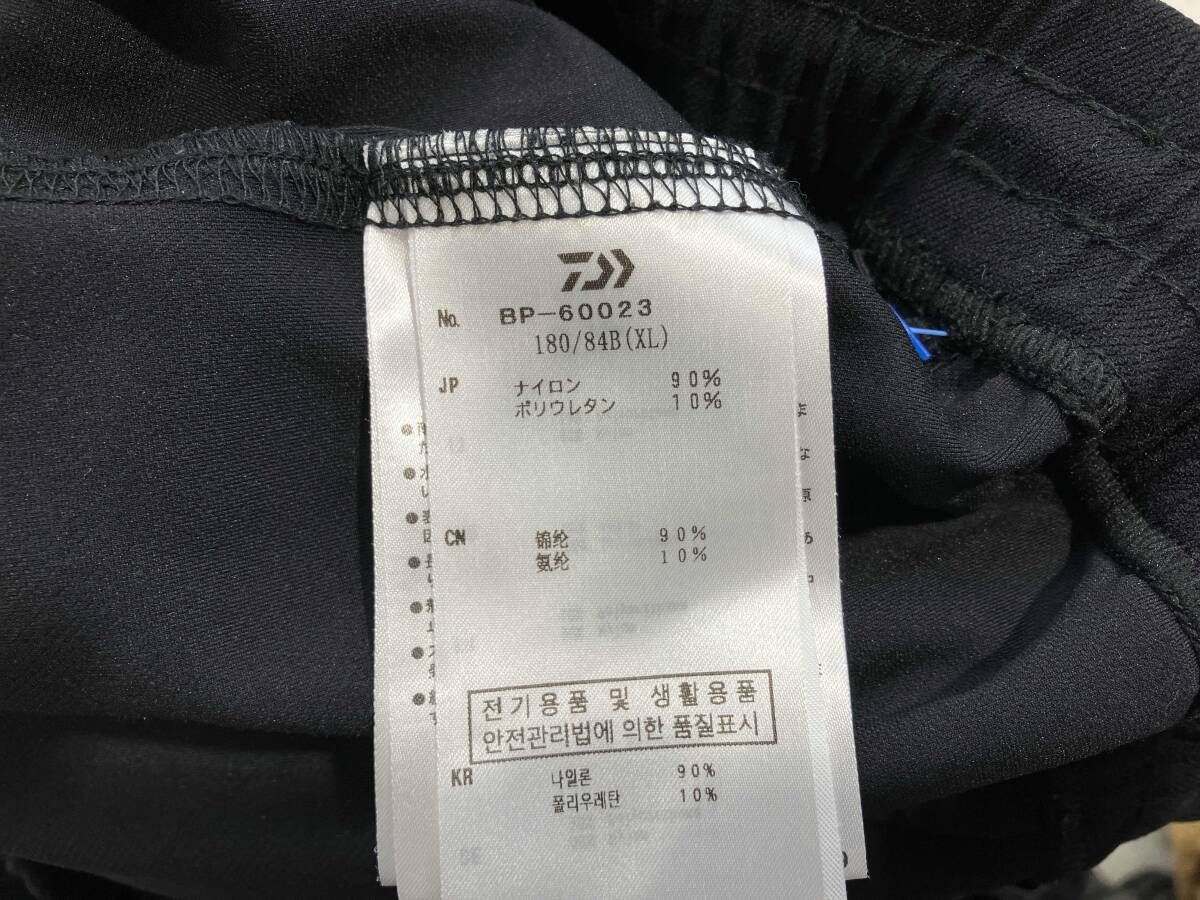 No. BP-60023
180/84B(XL)
JP ナイロン 90%
ポリウレタン 10%
CN 锦纶 90%
氨纶 10%
전기용품 및 생활용품
안전관리법에 의한 품질표시
KR 나일론 90%
폴리우레탄 10%